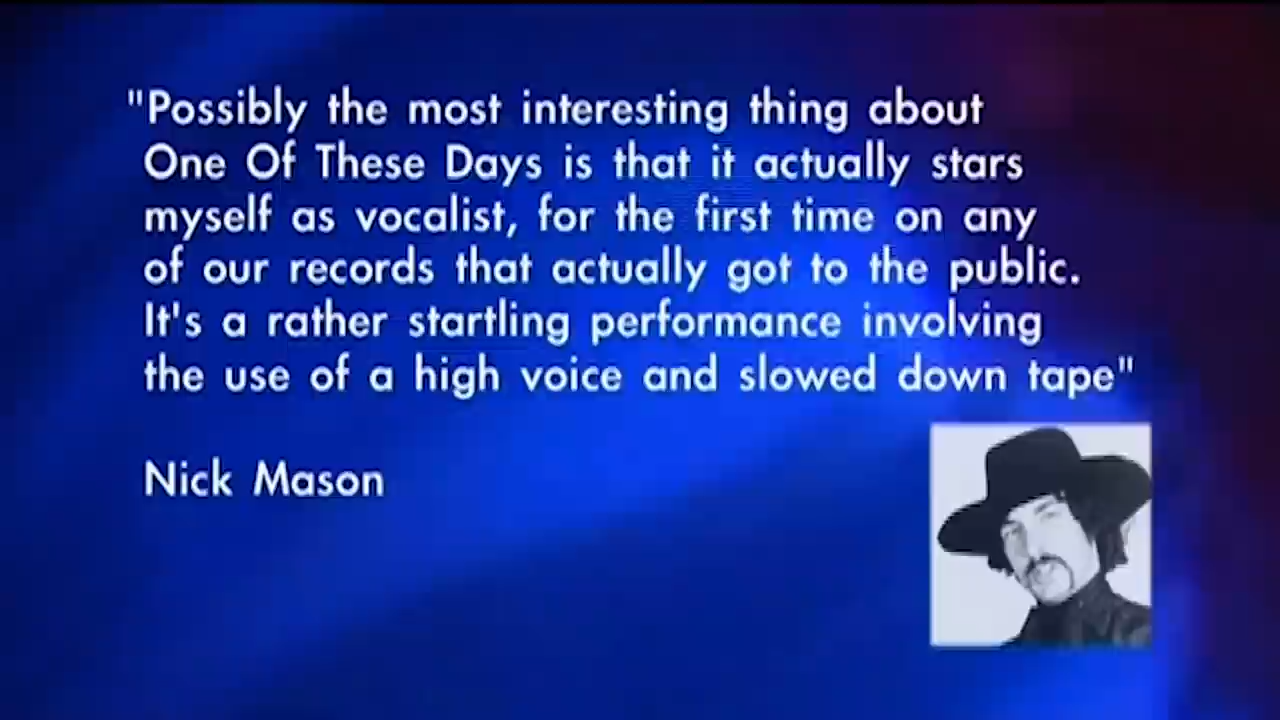 "Possibly the most interesting thing about
One Of These Days is that it actually stars
myself as vocalist, for the first time on any
of our records that actually got to the public.
It's a rather startling performance involving
the use of a high voice and slowed down tape"
Nick Mason